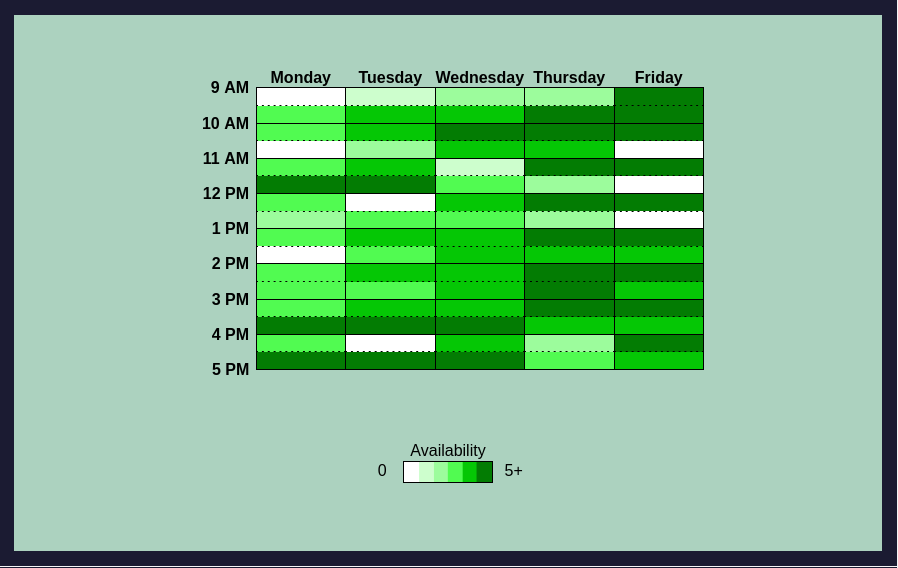 Monday Tuesday Wednesday Thursday Friday
9 AM
10 AM
11 AM
12 PM
1 PM
2 PM
3 PM
4 PM
5 PM
Availability
0 5+